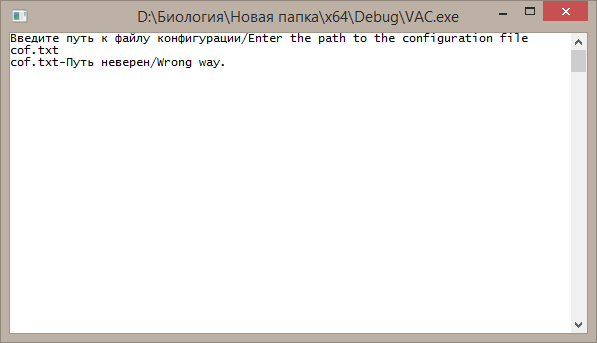 D:\Биология\Новая папка\x64\Debug\VAC.exe
Введите путь к файлу конфигурации/Enter the path to the configuration file
cof.txt
cof.txt-Путь неверен/Wrong way.